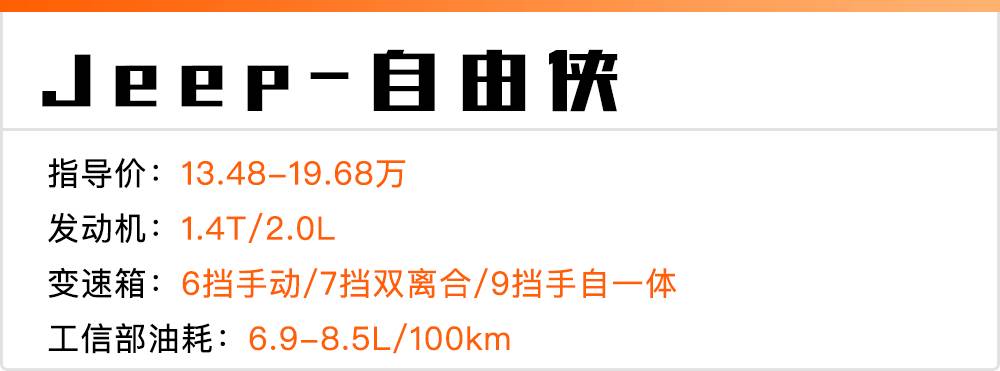 Jeep-自由侠
指导价：13.48-19.68万
发动机：1.4T/2.0L
变速箱：6挡手动/7挡双离合/9挡手自一体
工信部油耗：6.9-8.5L/100km